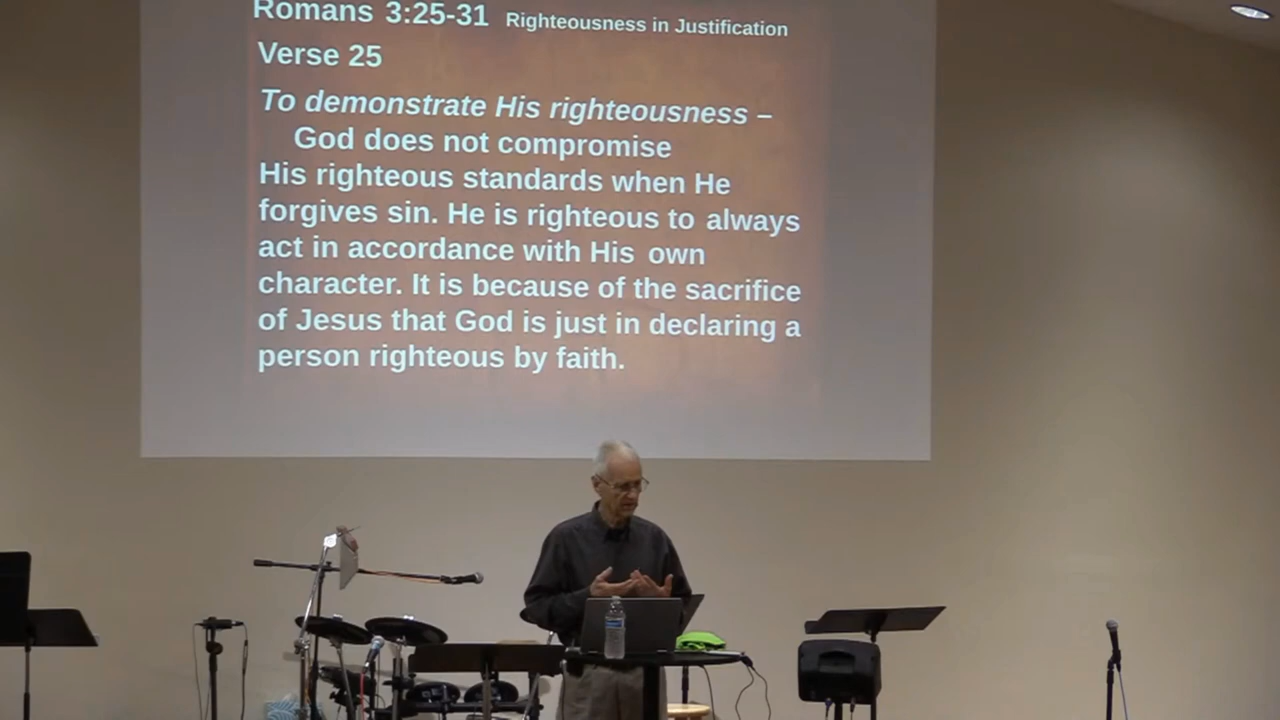 Romans 3:25-31 Righteousness in Justification
Verse 25
To demonstrate His righteousness –
God does not compromise
His righteous standards when He
forgives sin. He is righteous to always
act in accordance with His own
character. It is because of the sacrifice
of Jesus that God is just in declaring a
person righteous by faith.